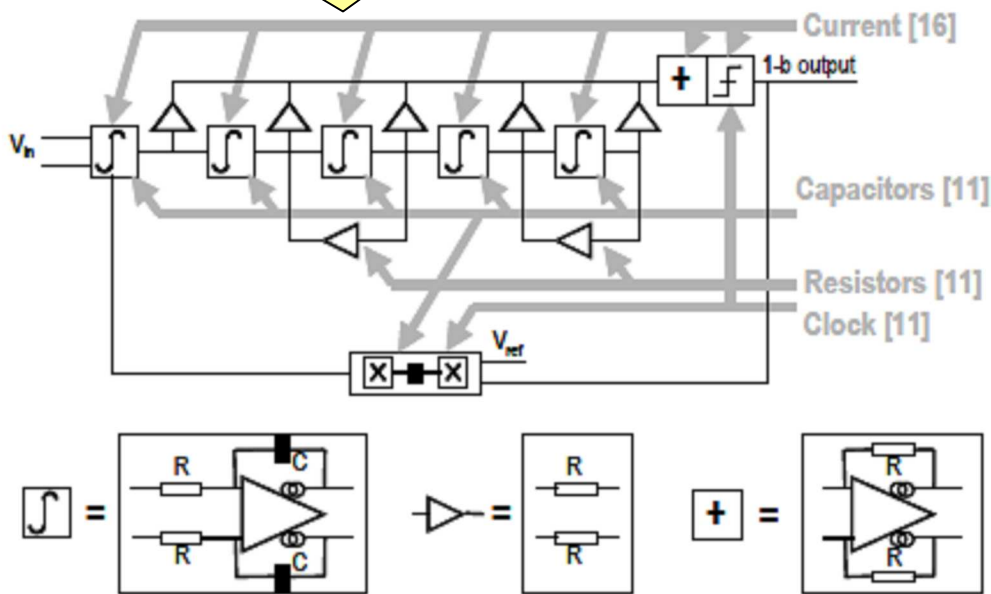 Current [16]
1-b output
+
Vin
Capacitors [11]
Resistors [11]
Clock [11]
Vref
X X
R C
R C
∫ =
R
R
=
+ =
R
R